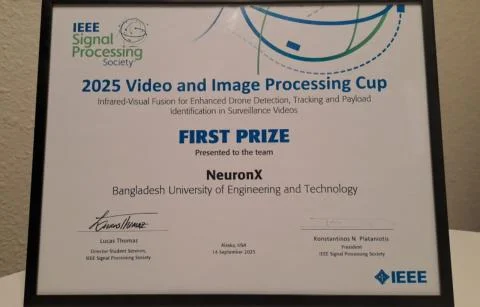 IEEE
Signal
Processing
Society
2025 Video and Image Processing Cup
Infrared-Visual Fusion for Enhanced Drone Detection, Tracking and Payload
Identification in Surveillance Videos
FIRST PRIZE
Presented to the team
NeuronX
Bangladesh University of Engineering and Technology
Lucas Thomaz
Director-Student Services,
IEEE Signal Processing Society
Alaska, USA
14 September 2025
Konstantinos N. Plataniotis
President
IEEE Signal Processing Society
IEEE